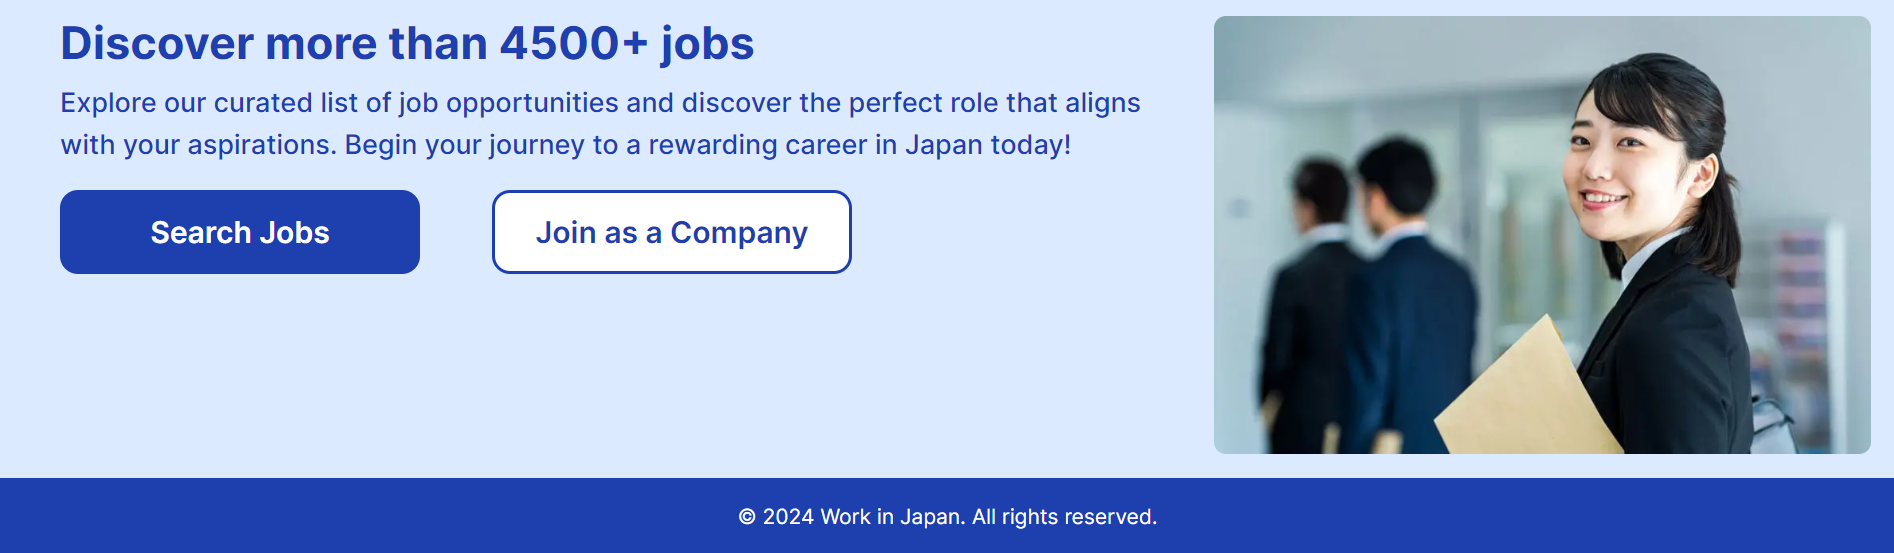 Discover more than 4500+ jobs
Explore our curated list of job opportunities and discover the perfect role that aligns
with your aspirations. Begin your journey to a rewarding career in Japan today!
Search Jobs
Join as a Company
© 2024 Work in Japan. All rights reserved.